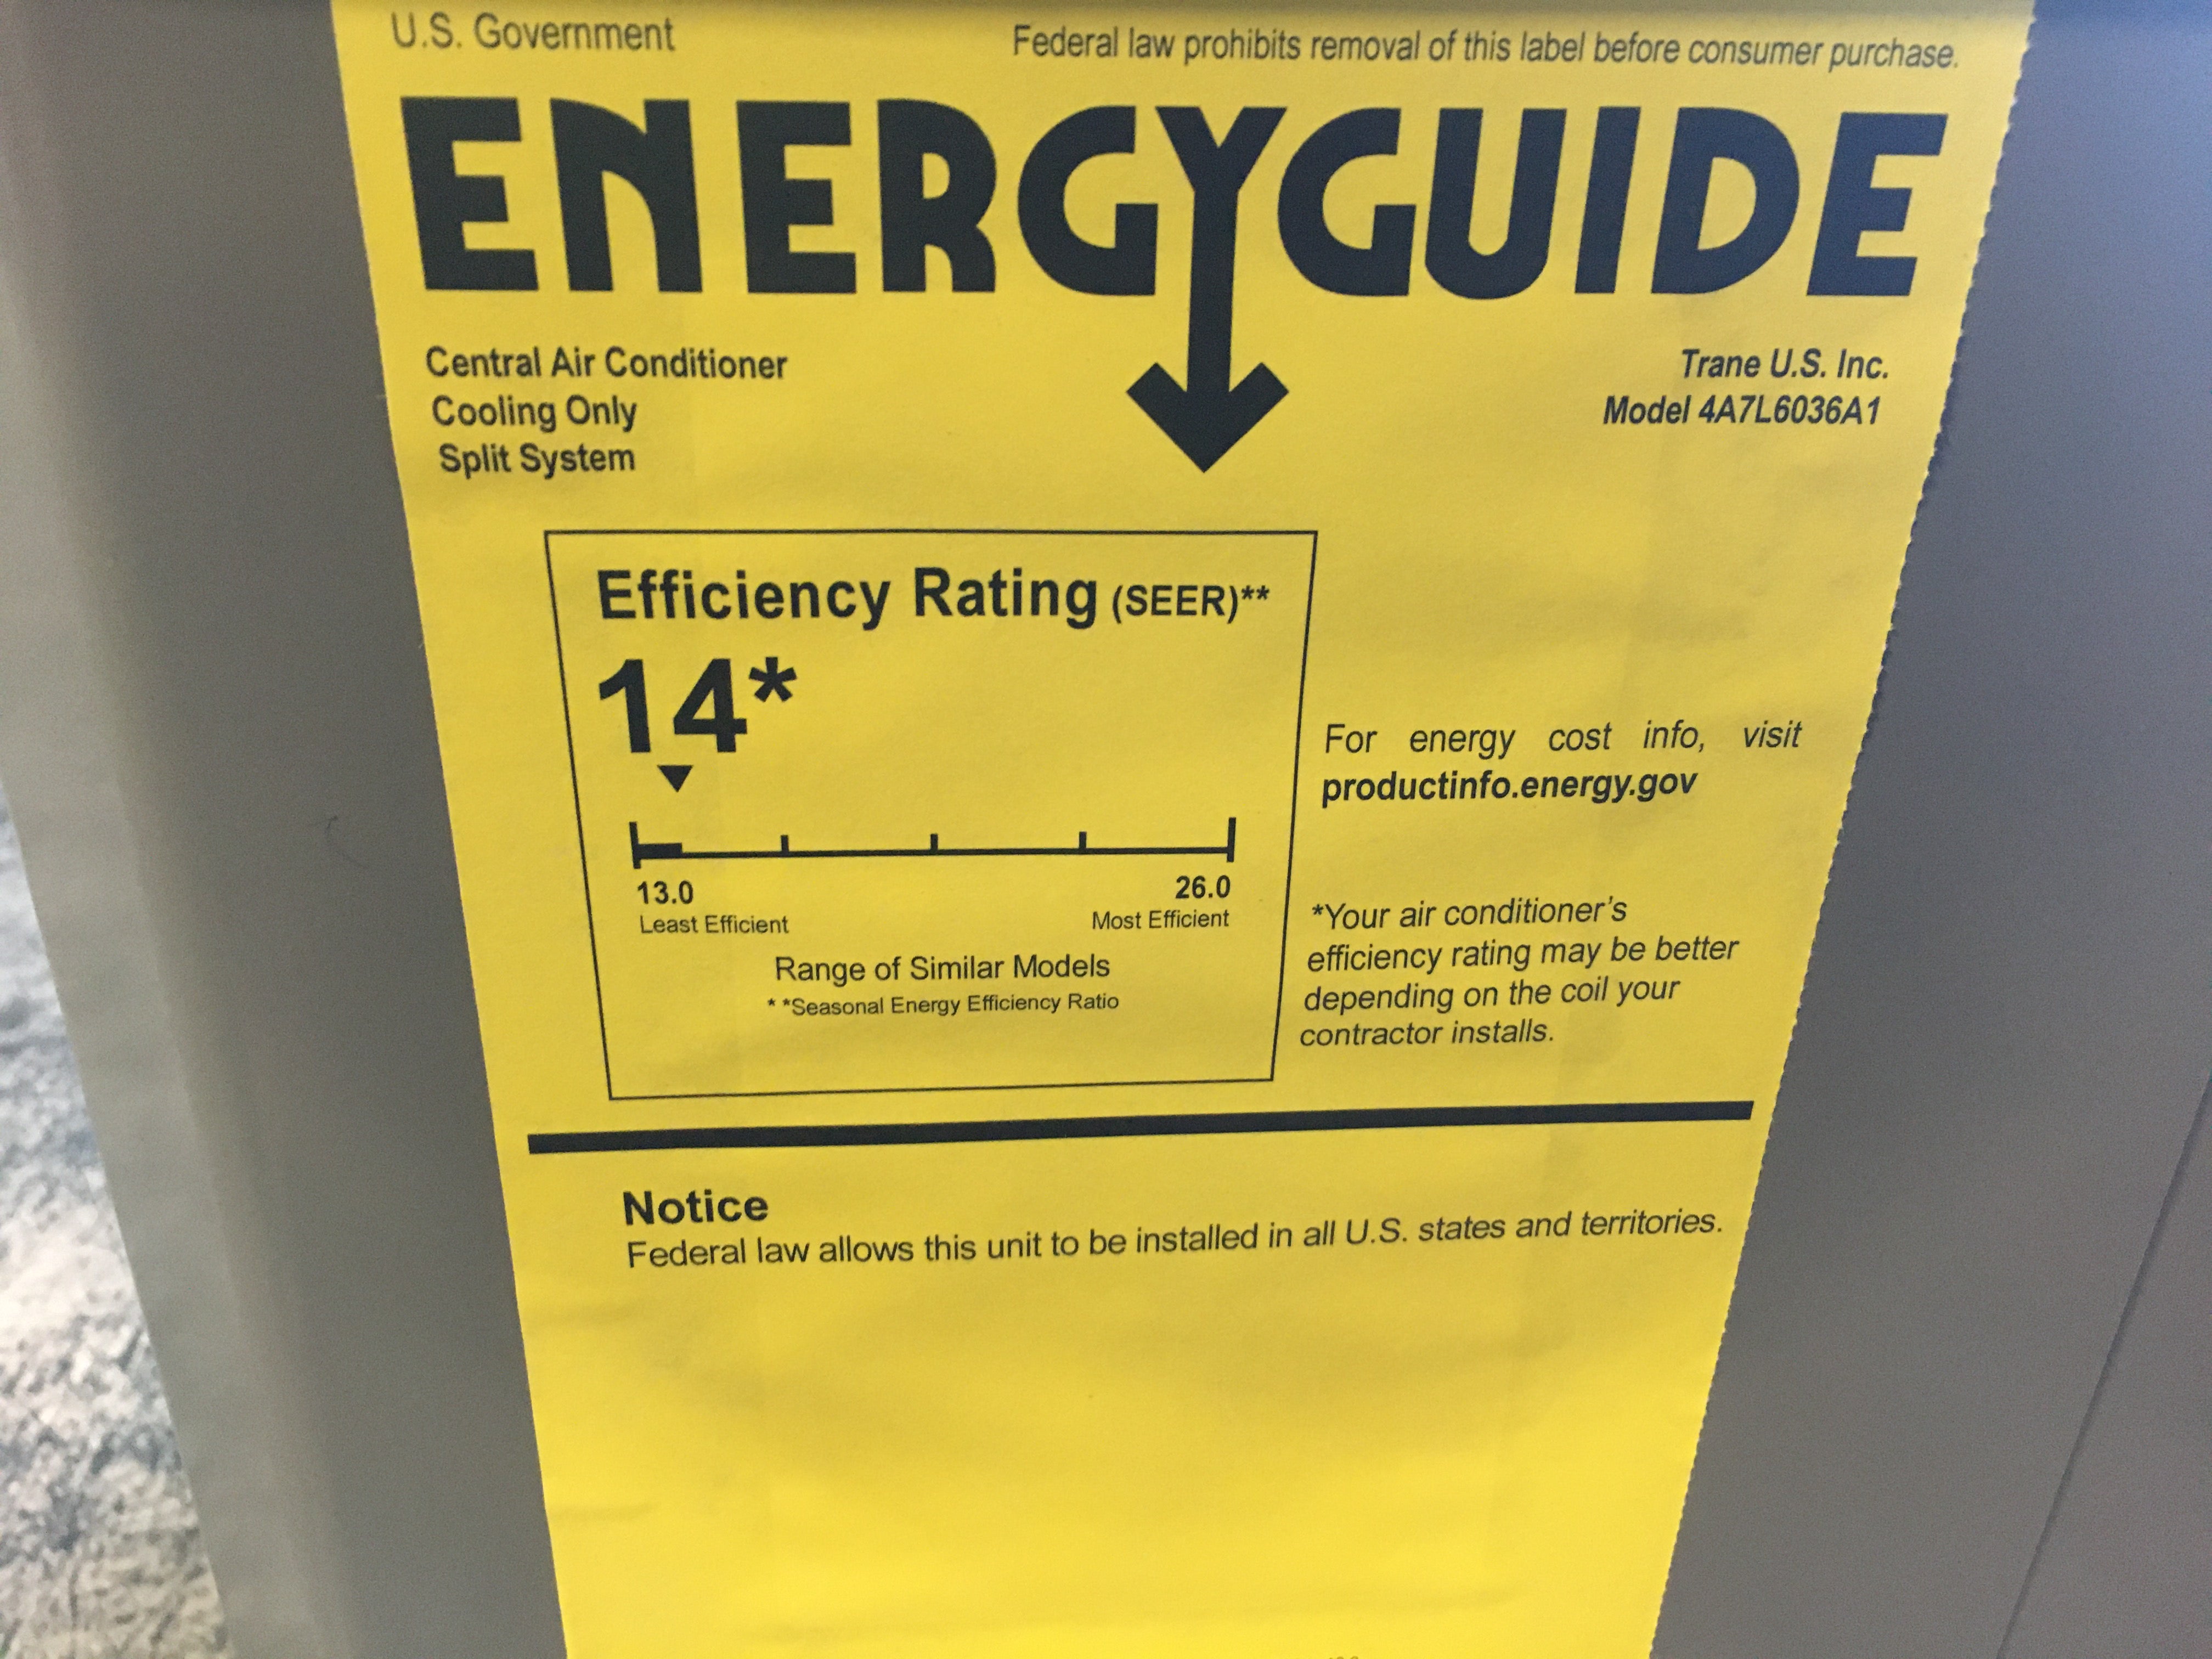 U.S. Government
Federal law prohibits removal of this label before consumer purchase.
ENERGYGUIDE
Central Air Conditioner
Cooling Only
Split System
Trane U.S. Inc.
Model 4A7L6036A1
Efficiency Rating (SEER)**
14*
13.0
26.0
Least Efficient
Most Efficient
Range of Similar Models
* *Seasonal Energy Efficiency Ratio
For energy cost info, visit
productinfo.energy.gov
*Your air conditioner's
efficiency rating may be better
depending on the coil your
contractor installs.
Notice
Federal law allows this unit to be installed in all U.S. states and territories.